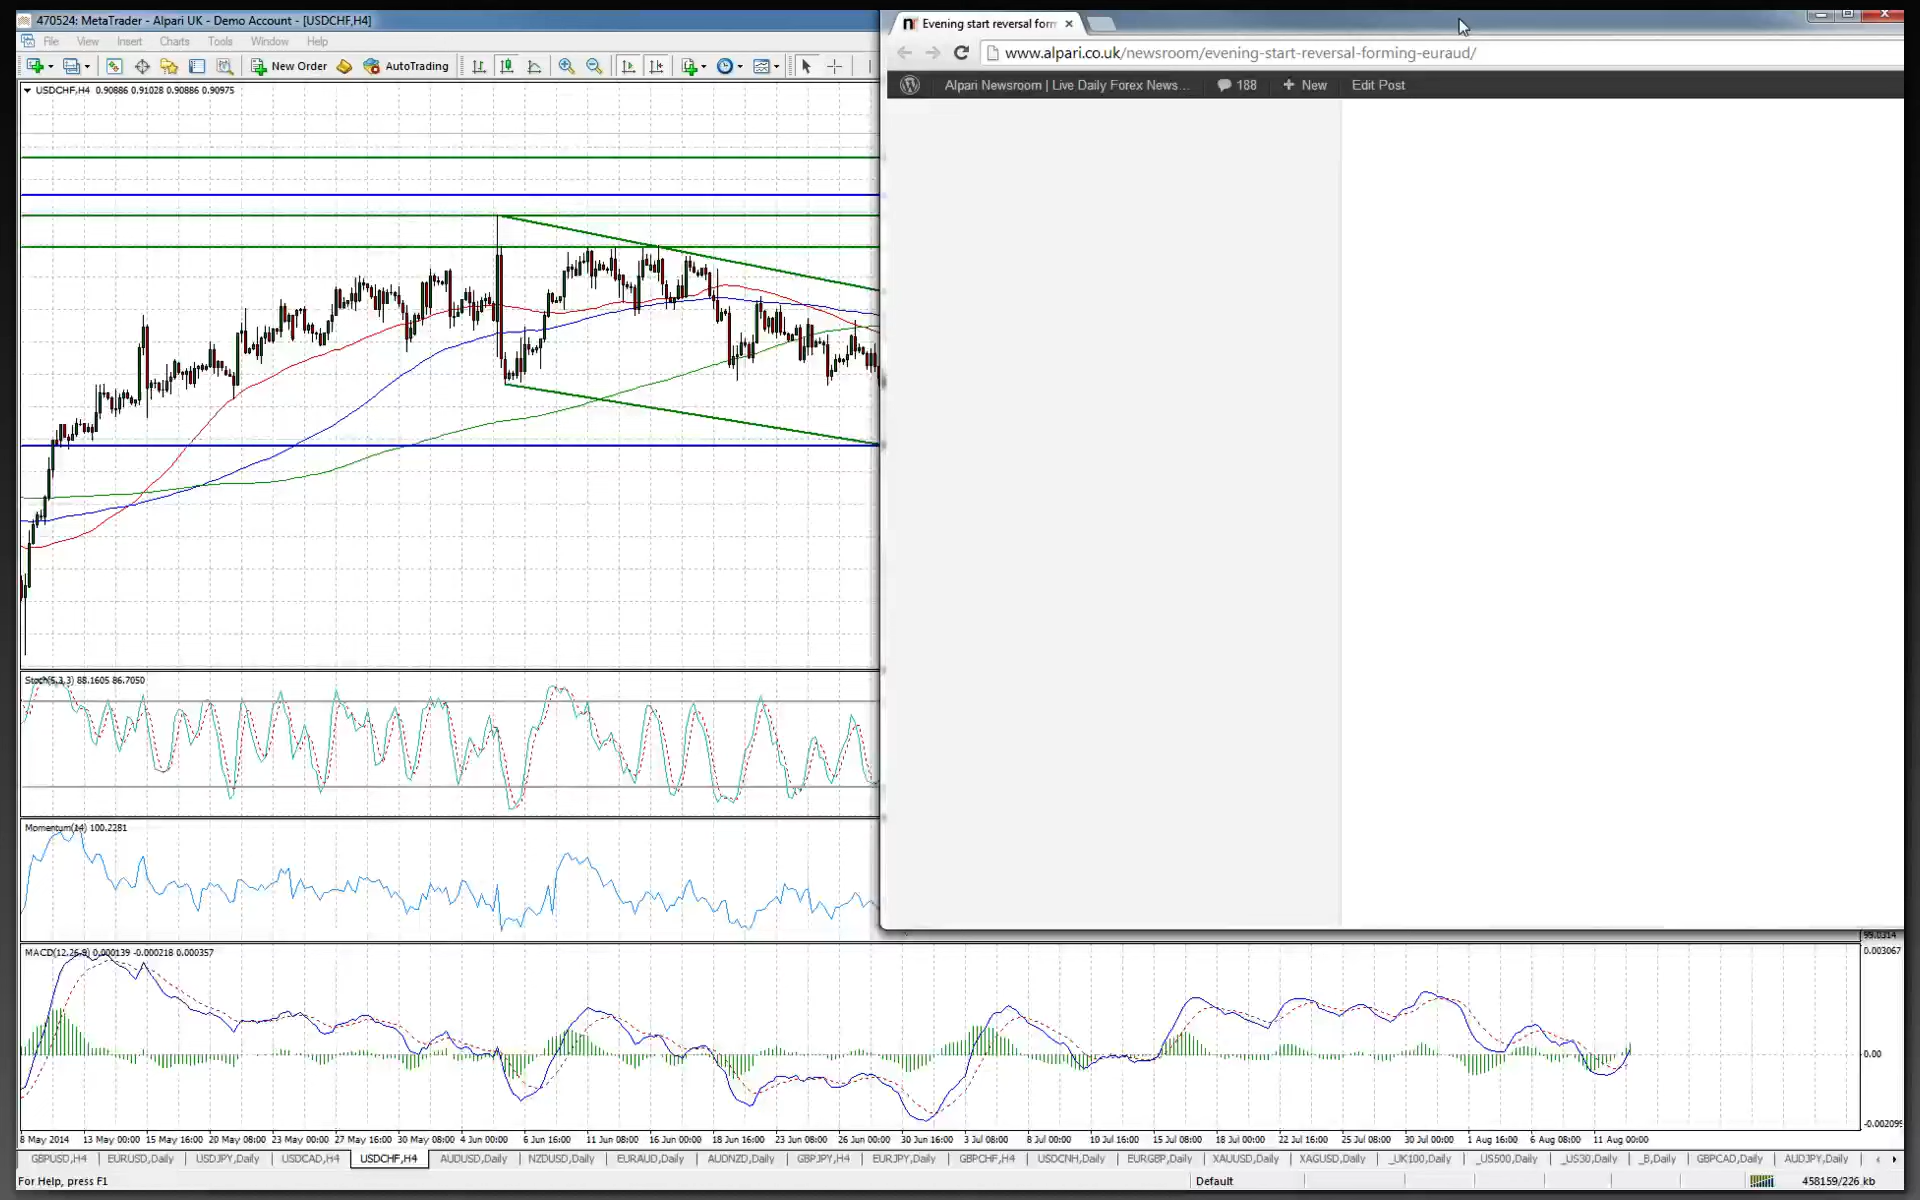 470524: MetaTrader - Alpari UK - Demo Account - [USDCHF,H4]
File View Insert Charts Tools Window Help
New Order AutoTrading
USDCHF,H4 0.90886 0.91028 0.90886 0.90975
Evening start reversal form
www.alpari.co.uk/newsroom/evening-start-reversal-forming-euraud/
Alpari Newsroom | Live Daily Forex News... 188 New Edit Post
Stoch(5,3,3) 88.1605 86.7050
Momentum(14) 100.2281
99.0314
MACD(12,26,9) 0.000139 -0.000218 0.000357
0.003067
0.00
-0.002095
8 May 2014 13 May 00:00 15 May 16:00 20 May 08:00 23 May 00:00 27 May 16:00 30 May 08:00 4 Jun 00:00 6 Jun 16:00 11 Jun 08:00 16 Jun 00:00 18 Jun 16:00 23 Jun 08:00 26 Jun 00:00 30 Jun 16:00 3 Jul 08:00 8 Jul 00:00 10 Jul 16:00 15 Jul 08:00 18 Jul 00:00 22 Jul 16:00 25 Jul 08:00 30 Jul 00:00 1 Aug 16:00 6 Aug 08:00 11 Aug 00:00
GBPUSD,H4 EURUSD,Daily USDJPY,Daily USDCAD,H4 USDCHF,H4 AUDUSD,Daily NZDUSD,Daily EURAUD,Daily AUDNZD,Daily GBPJPY,H4 EURJPY,Daily GBPCHF,H4 USDCNH,Daily EURGBP,Daily XAUUSD,Daily XAGUSD,Daily _UK100,Daily _US500,Daily _US30,Daily _B,Daily GBPCAD,Daily AUDJPY,Daily
For Help, press F1 Default 458159/226 kb